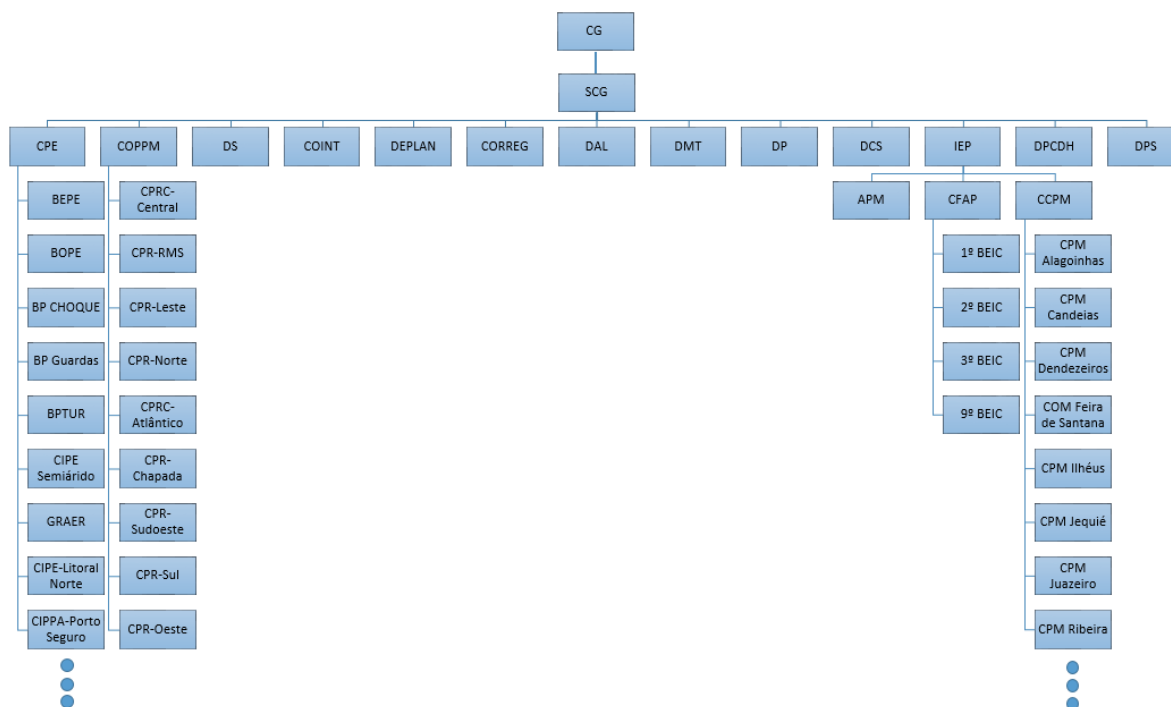 CG
SCG
CPE
COPPM
DS
COINT
DEPLAN
CORREG
DAL
DMT
DP
DCS
IEP
DPCDH
DPS
BEPE
CPRC-
Central
APM
CFAP
CCPM
BOPE
CPR-RMS
1º BEIC
CPM
Alagoinhas
BP CHOQUE
CPR-Leste
2º BEIC
CPM
Candeias
BP Guardas
CPR-Norte
3º BEIC
CPM
Dendezeiros
BPTUR
CPRC-
Atlântico
9º BEIC
COM Feira
de Santana
CIPE
Semiárido
CPR-
Chapada
CPM Ilhéus
GRAER
CPR-
Sudoeste
CPM Jequié
CIPE-Litoral
Norte
CPR-Sul
CPM
Juazeiro
CIPPA-Porto
Seguro
CPR-Oeste
CPM Ribeira